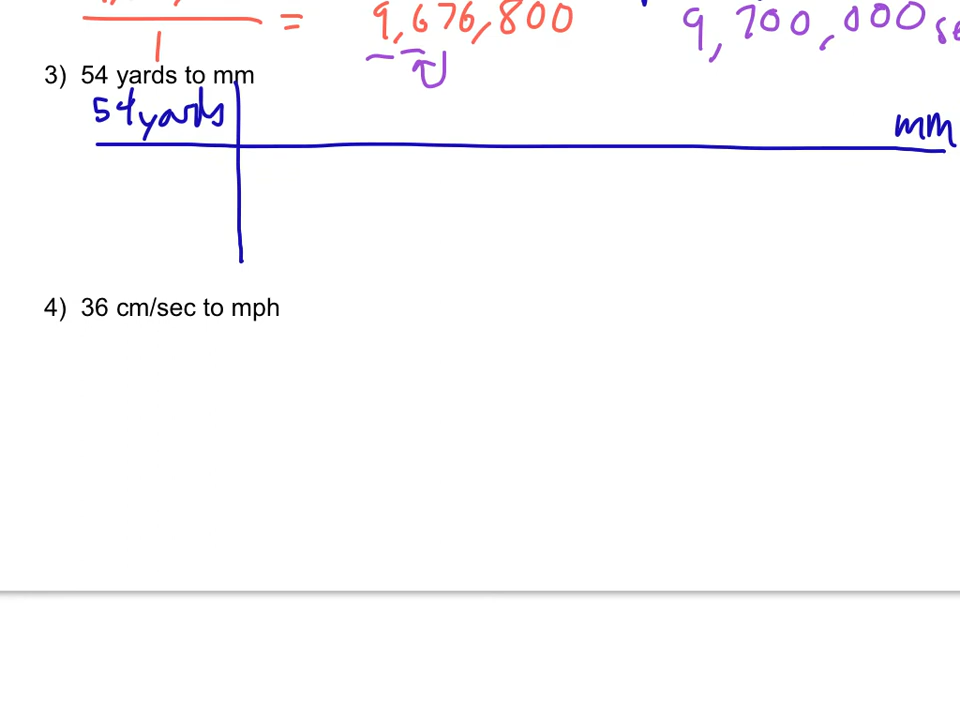 1 = 9,676,800 9,700,000
3) 54 yards to mm
54 yards mm
4) 36 cm/sec to mph